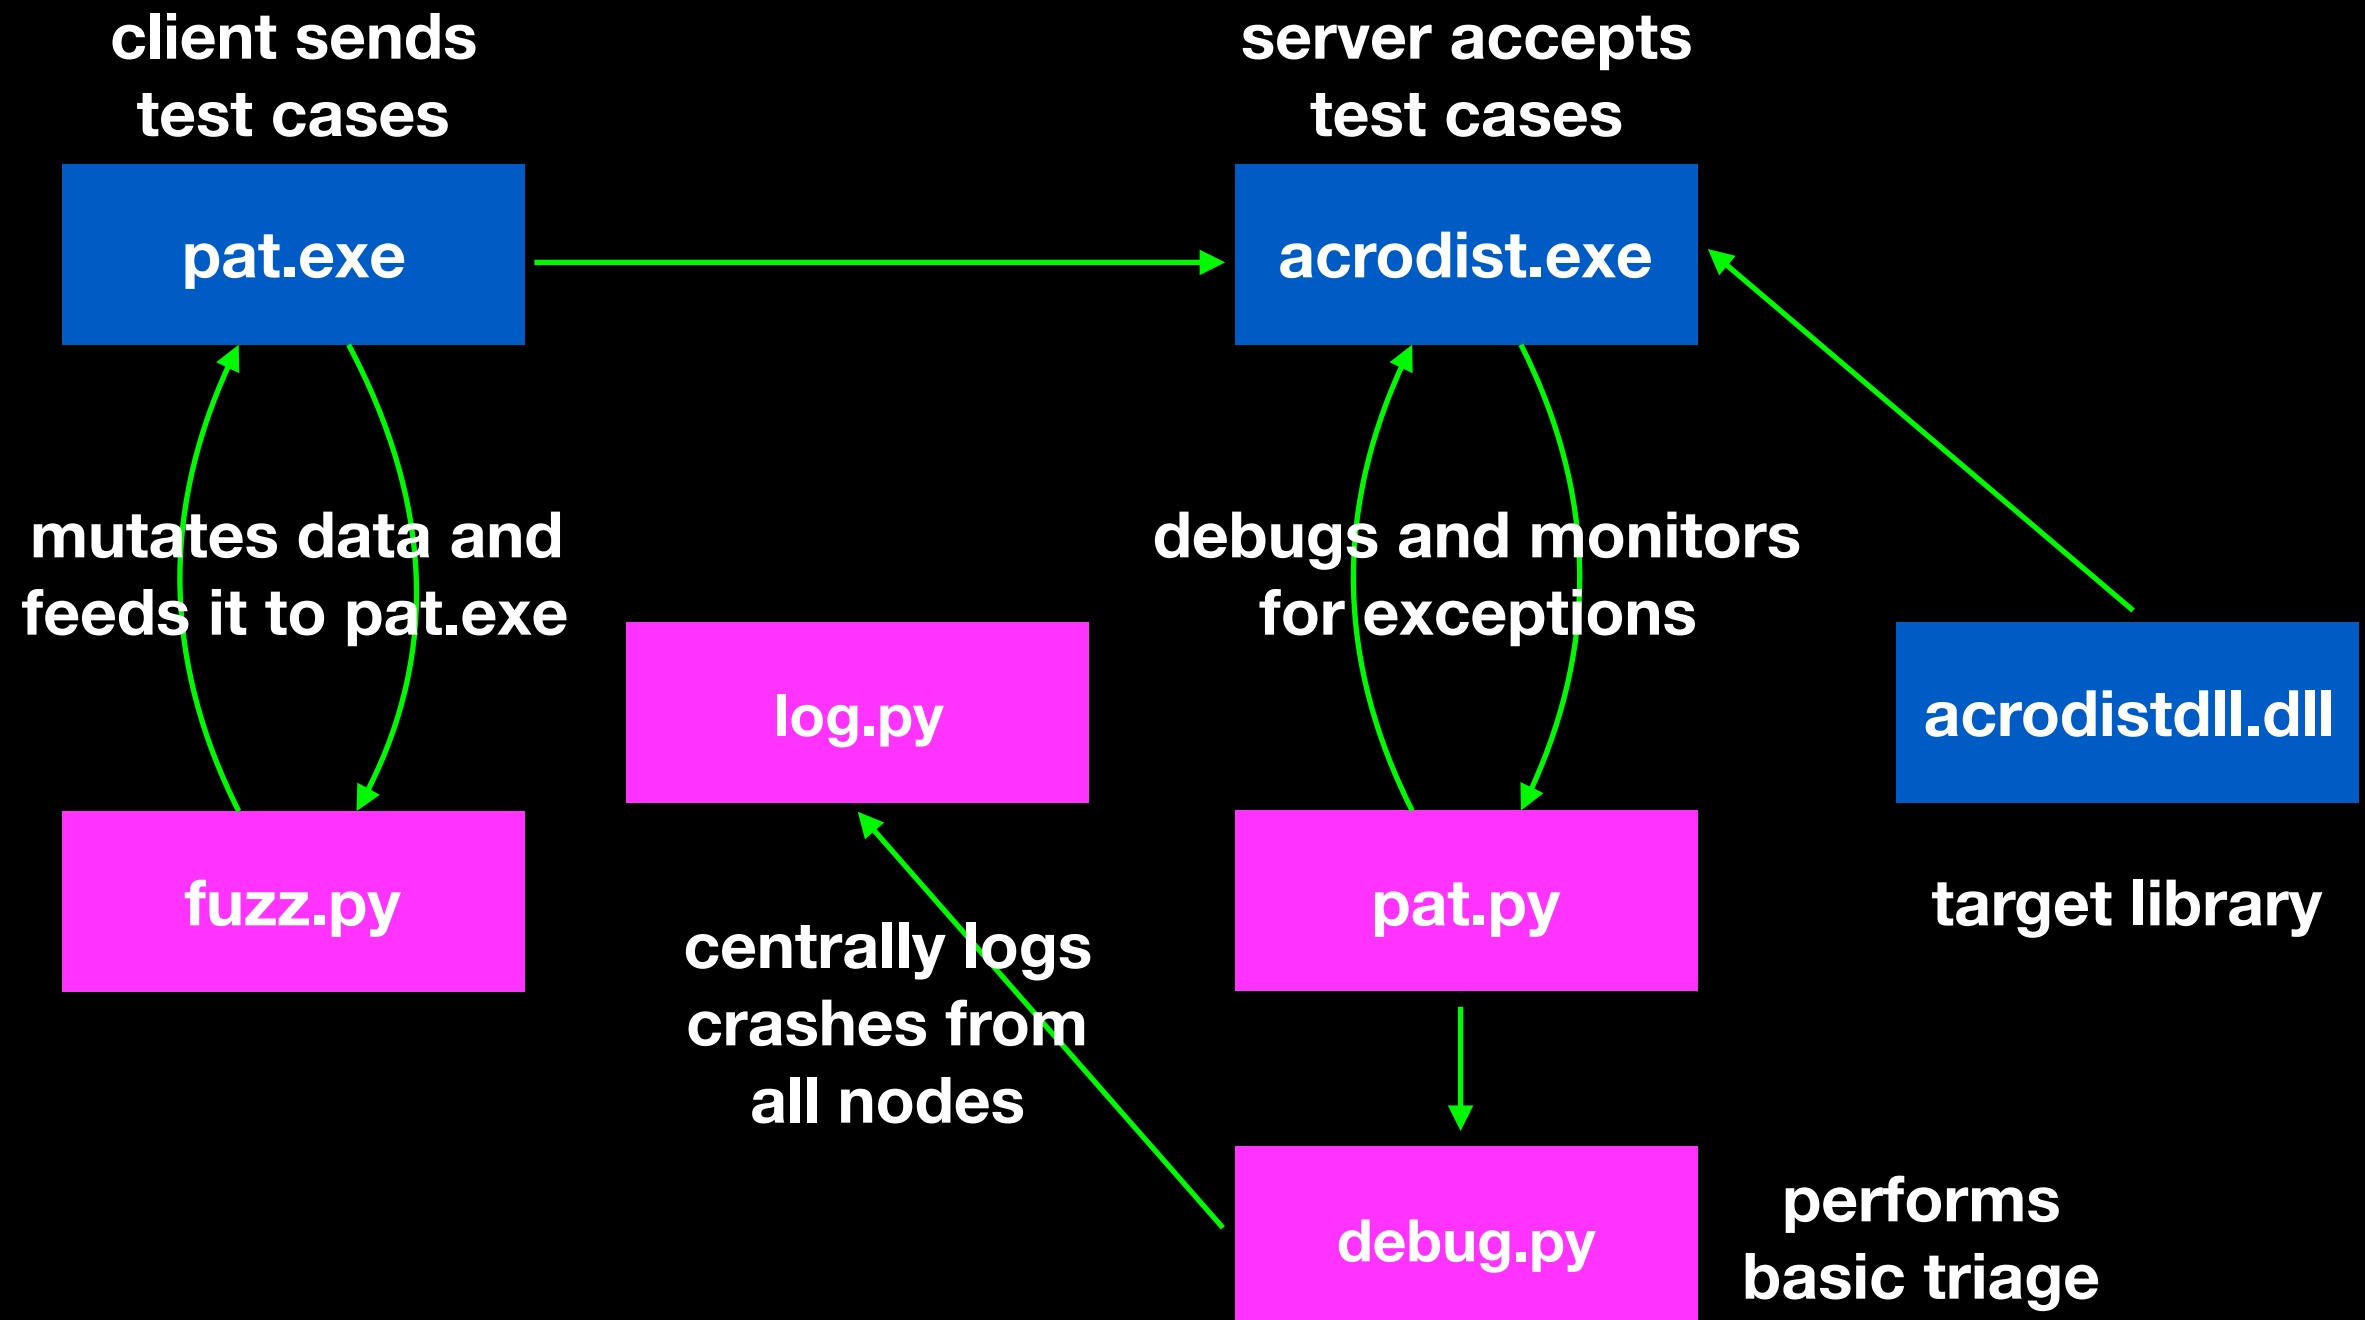 client sends
test cases
server accepts
test cases
pat.exe
acrodist.exe
mutates data and
feeds it to pat.exe
debugs and monitors
for exceptions
log.py
acrodistdll.dll
fuzz.py
pat.py
target library
centrally logs
crashes from
all nodes
debug.py
performs
basic triage